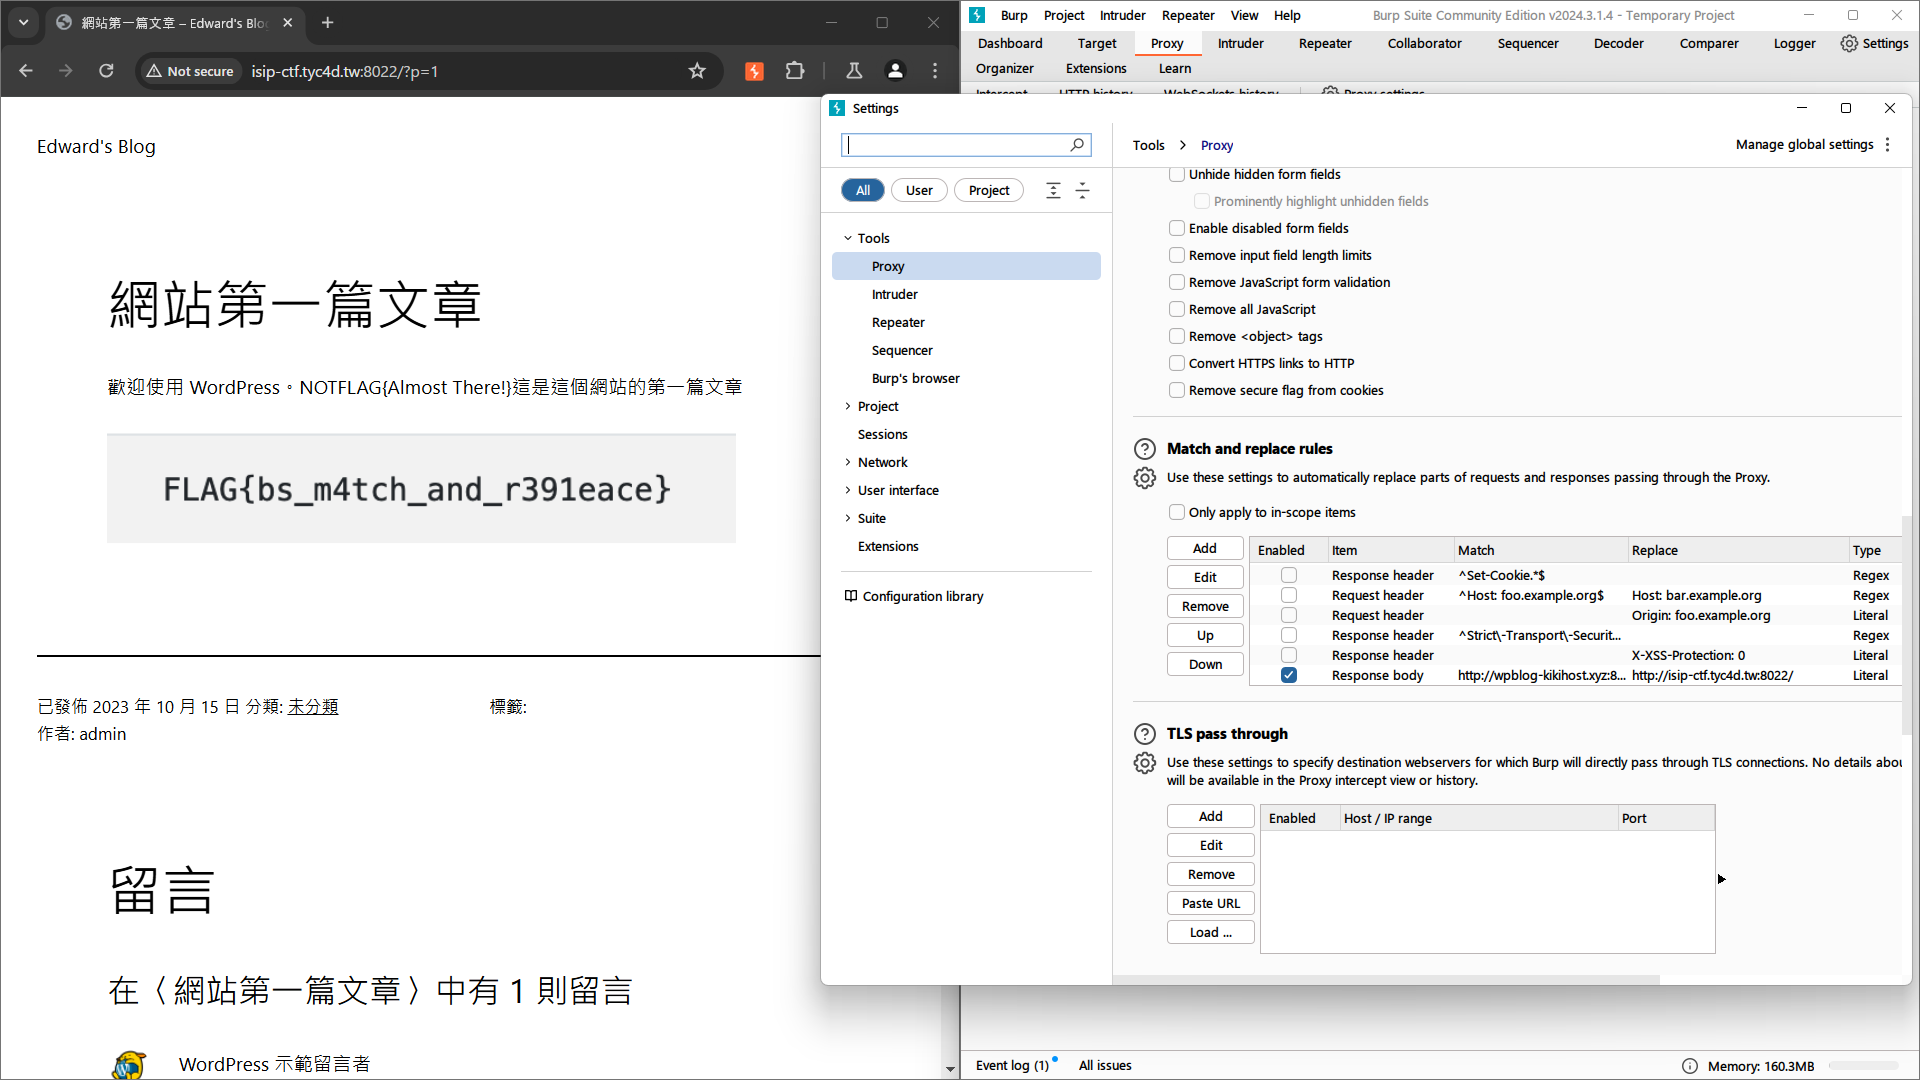 網站第一篇文章 – Edward's Blo
Not secure
isip-ctf.tyc4d.tw:8022/?p=1
Edward's Blog
網站第一篇文章
歡迎使用 WordPress。NOTFLAG{Almost There!}這是這個網站的第一篇文章
FLAG{bs_m4tch_and_r391eace}
已發佈 2023 年 10 月 15 日 分類: 未分類
作者: admin
標籤:
留言
在〈網站第一篇文章〉中有 1 則留言
WordPress 示範留言者
Burp Project Intruder Repeater View Help
Burp Suite Community Edition v2024.3.1.4 - Temporary Project
Dashboard Target Proxy Intruder Repeater Collaborator Sequencer Decoder Comparer Logger Settings
Organizer Extensions Learn
Intercept HTTP history WebSockets history Proxy settings
Settings
All User Project
Tools
Proxy
Intruder
Repeater
Sequencer
Burp's browser
Project
Sessions
Network
User interface
Suite
Extensions
Configuration library
Tools > Proxy
Manage global settings
Unhide hidden form fields
Prominently highlight unhidden fields
Enable disabled form fields
Remove input field length limits
Remove JavaScript form validation
Remove all JavaScript
Remove <object> tags
Convert HTTPS links to HTTP
Remove secure flag from cookies
Match and replace rules
Use these settings to automatically replace parts of requests and responses passing through the Proxy.
Only apply to in-scope items
Add
Edit
Remove
Up
Down
Enabled Item Match Replace Type
Response header ^Set-Cookie.*$ Regex
Request header ^Host: foo.example.org$ Host: bar.example.org Regex
Request header Origin: foo.example.org Literal
Response header ^Strict\-Transport\-Securit... Regex
Response header X-XSS-Protection: 0 Literal
Response body http://wpblog-kikihost.xyz:8... http://isip-ctf.tyc4d.tw:8022/ Literal
TLS pass through
Use these settings to specify destination webservers for which Burp will directly pass through TLS connections. No details abou
will be available in the Proxy intercept view or history.
Add
Edit
Remove
Paste URL
Load ...
Enabled Host / IP range Port
Event log (1) All issues
Memory: 160.3MB